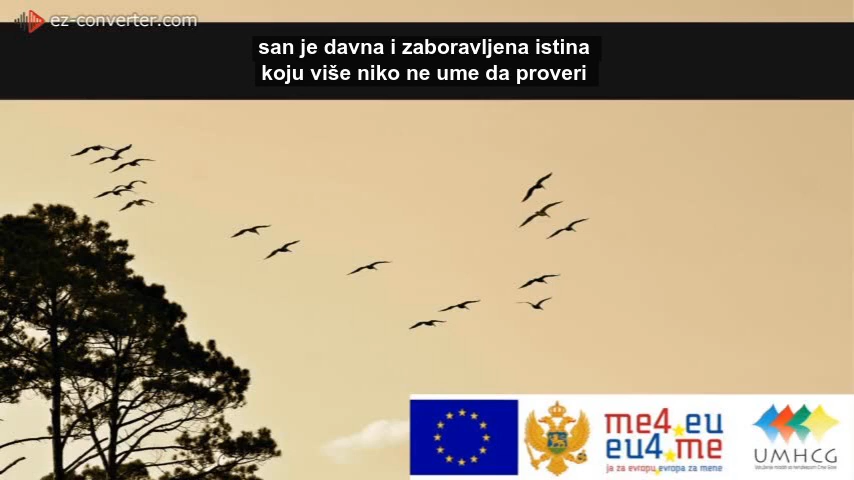 ez-converter.com
san je davna i zaboravljena istina
koju više niko ne ume da proveri
me4.eu
eu4.me
ja za evropu, evropa za mene
UMHCG